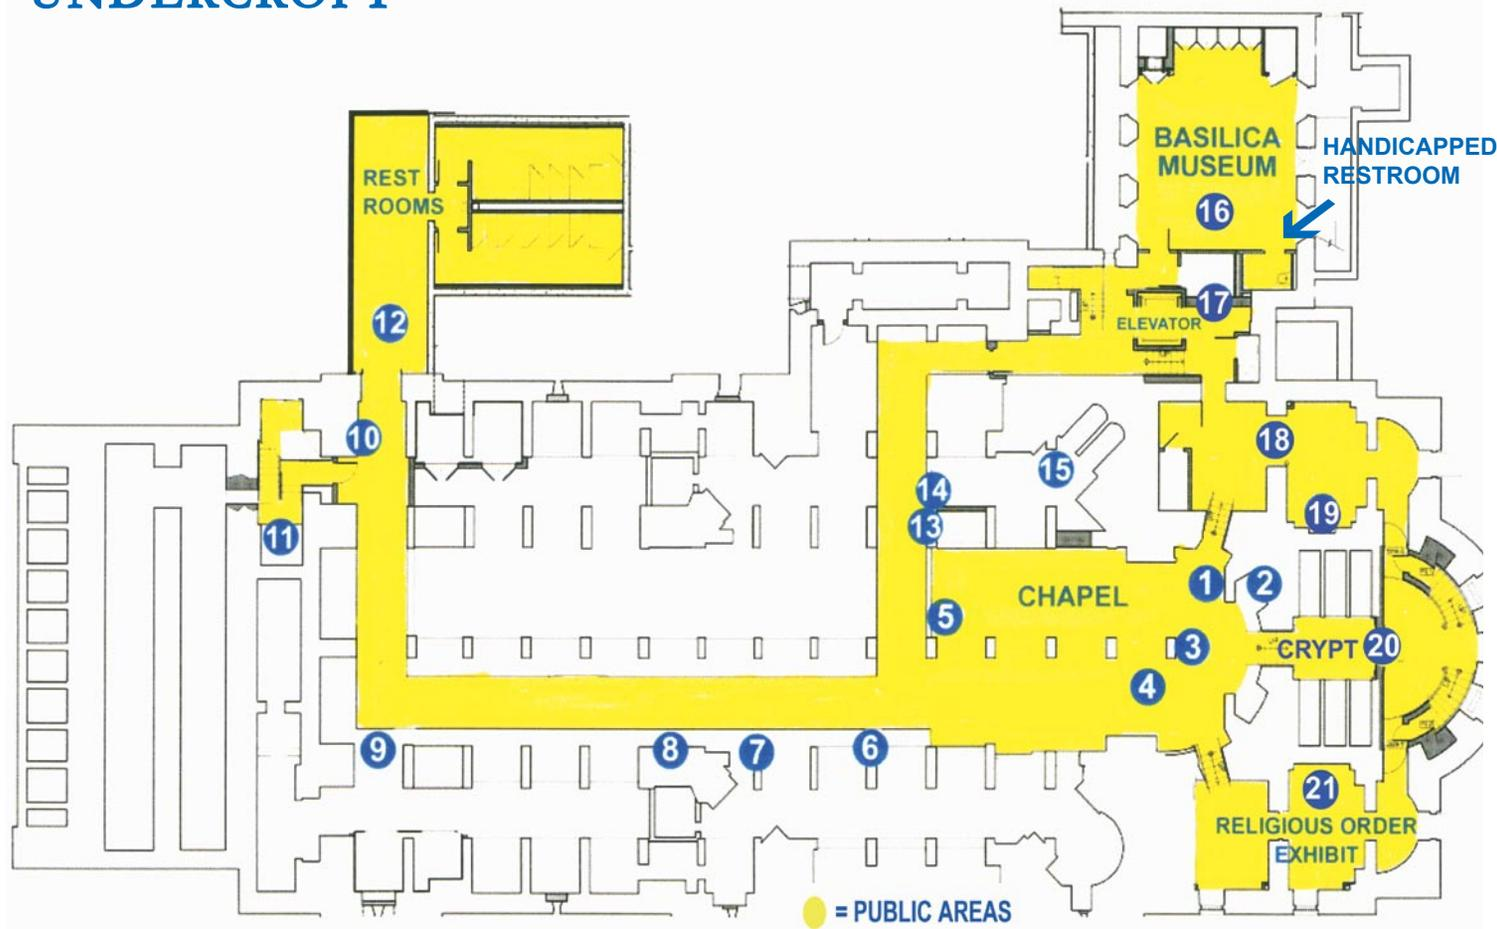 UNDERCROFT
BASILICA
MUSEUM
16
HANDICAPPED
RESTROOM
REST
ROOMS
12
17
ELEVATOR
10
18
15
14
19
13
11
1
2
CHAPEL
5
3
CRYPT
20
4
9
8
7
6
21
RELIGIOUS ORDER
EXHIBIT
= PUBLIC AREAS